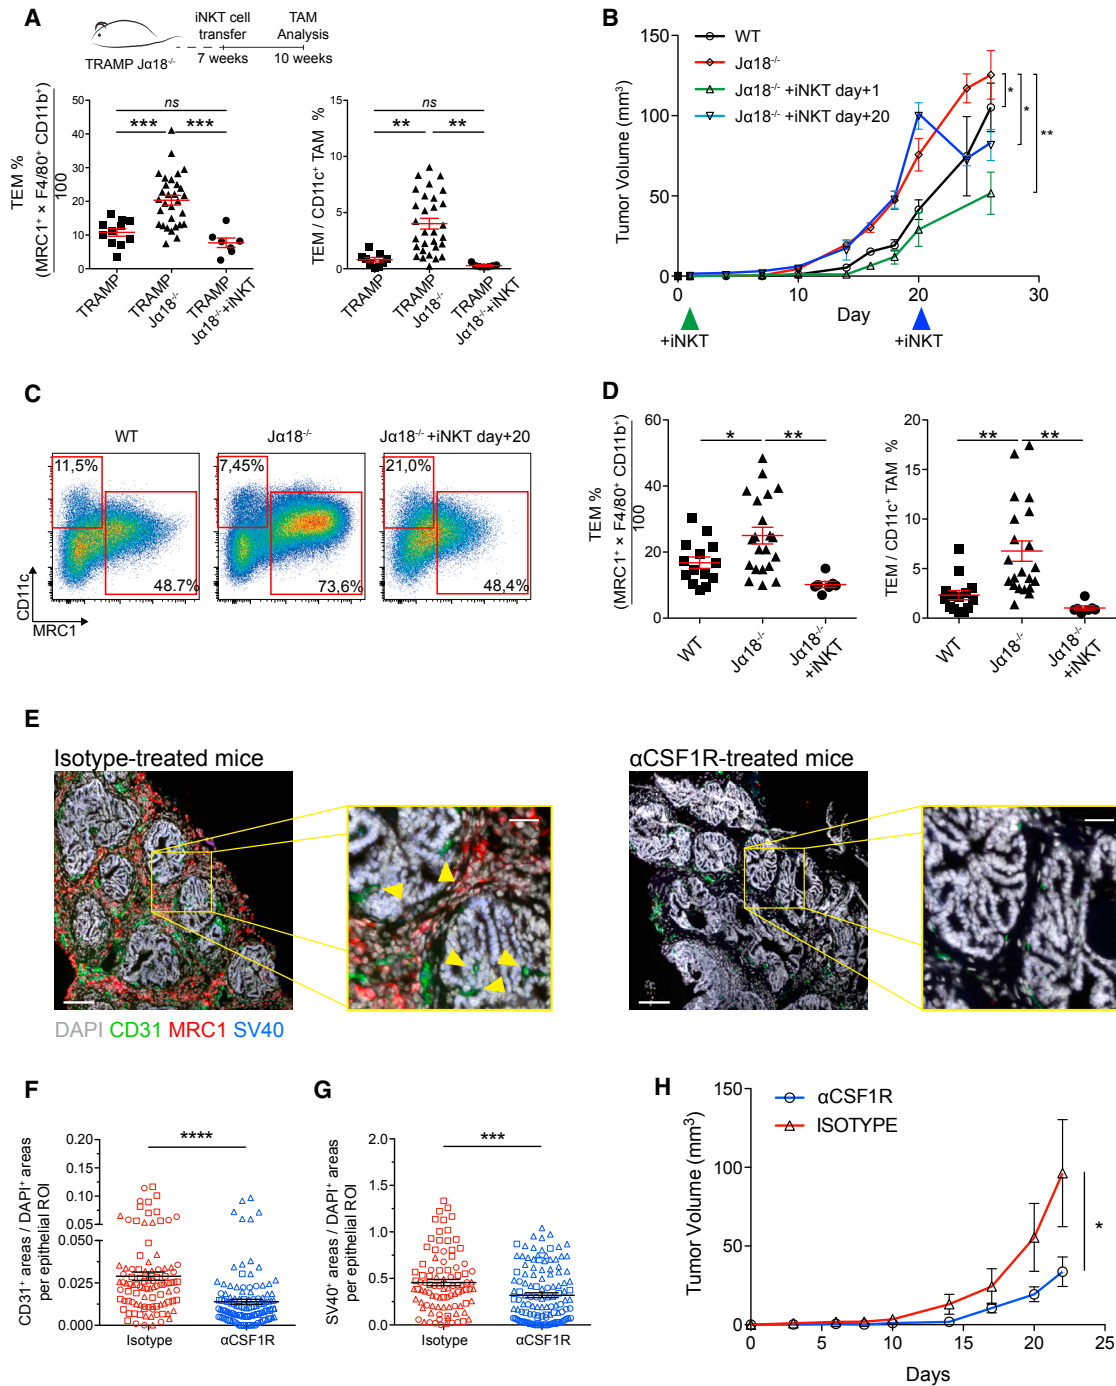 A
iNKT cell transfer
TAM Analysis
TRAMP Jα18-/-
7 weeks
10 weeks
TEM %
(MRC1+ × F4/80+ CD11b+)
100
60
40
20
0
ns
*** ***
TRAMP
TRAMP Jα18-/-
TRAMP Jα18-/-+iNKT
TEM / CD11c+ TAM %
15
10
5
0
ns
** **
TRAMP
TRAMP Jα18-/-
TRAMP Jα18-/-+iNKT
B
Tumor Volume (mm3)
150
100
50
0
WT
Jα18-/-
Jα18-/- +iNKT day+1
Jα18-/- +iNKT day+20
*
*
**
0 10 20 30
Day
+iNKT
+iNKT
C
WT
Jα18-/-
Jα18-/- +iNKT day+20
11,5%
7,45%
21,0%
48.7%
73,6%
48,4%
CD11c
MRC1
D
TEM %
(MRC1+ × F4/80+ CD11b+)
100
60
40
20
0
* **
WT
Jα18-/-
Jα18-/- +iNKT
TEM / CD11c+ TAM %
20
15
10
5
0
** **
WT
Jα18-/-
Jα18-/- +iNKT
E
Isotype-treated mice
αCSF1R-treated mice
DAPI CD31 MRC1 SV40
F
CD31+ areas / DAPI+ areas
per epithelial ROI
0.20
0.15
0.10
0.05
0.050
0.025
0.000
****
Isotype
αCSF1R
G
SV40+ areas / DAPI+ areas
per epithelial ROI
2.0
1.5
1.0
0.5
0.0
***
Isotype
αCSF1R
H
Tumor Volume (mm3)
150
100
50
0
αCSF1R
ISOTYPE
*
0 5 10 15 20 25
Days